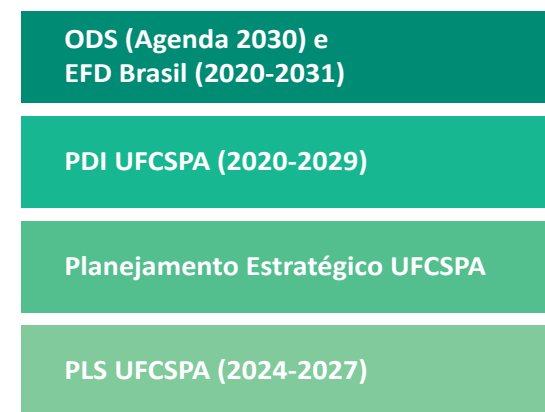 ODS (Agenda 2030) e
EFD Brasil (2020-2031)
PDI UFCSPA (2020-2029)
Planejamento Estratégico UFCSPA
PLS UFCSPA (2024-2027)